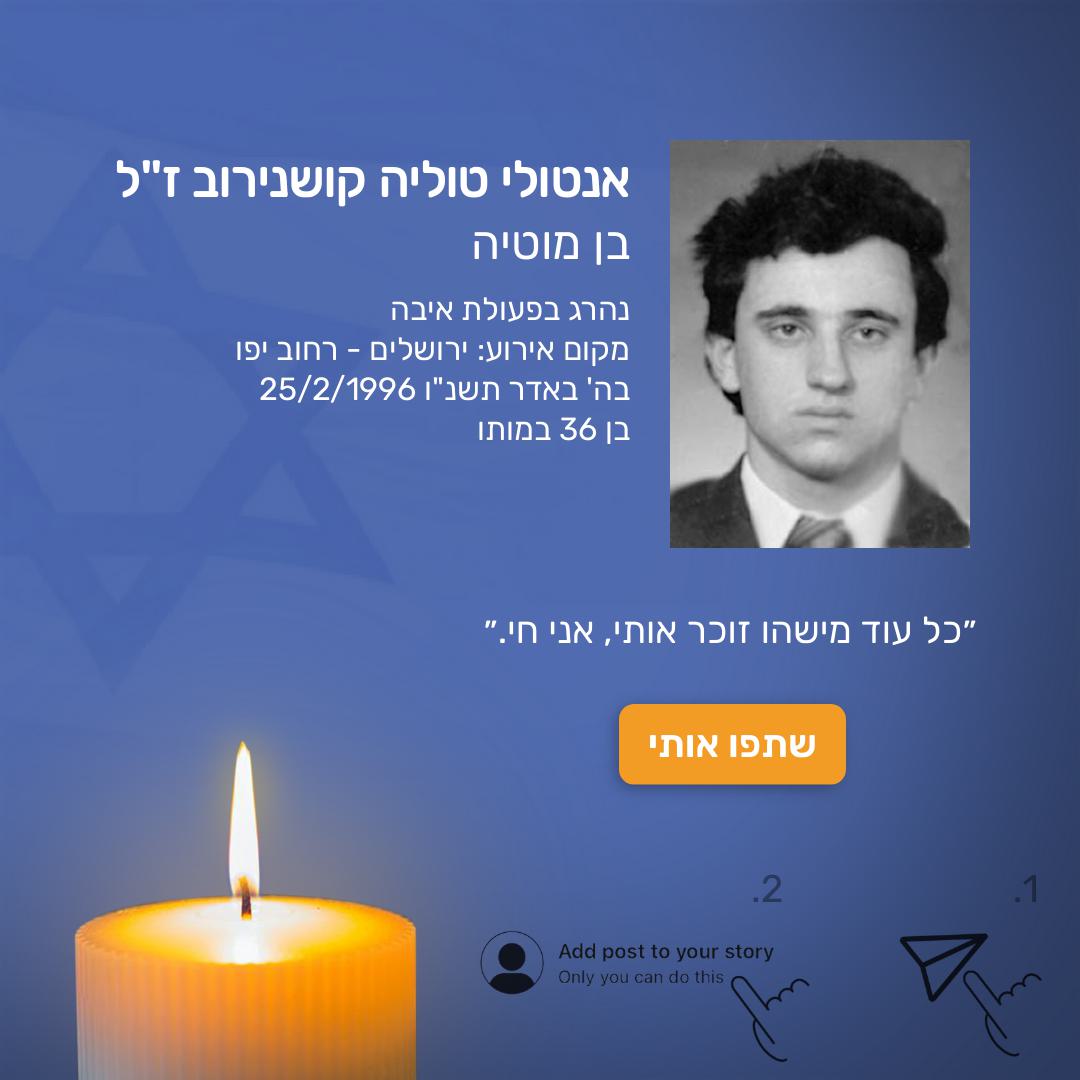 אנטולי טוליה קושנירוב ז"ל
בן מוטיה
נהרג בפעולת איבה
מקום אירוע: ירושלים - רחוב יפו
בה' באדר תשנ"ו 25/2/1996
בן 36 במותו
״כל עוד מישהו זוכר אותי, אני חי.״
שתפו אותי
.1
.2
Add post to your story
Only you can do this